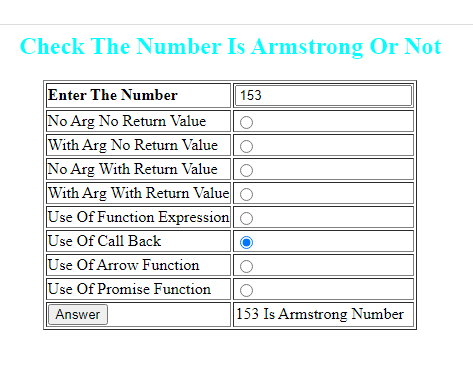 Check The Number Is Armstrong Or Not
Enter The Number 153
No Arg No Return Value
With Arg No Return Value
No Arg With Return Value
With Arg With Return Value
Use Of Function Expression
Use Of Call Back
Use Of Arrow Function
Use Of Promise Function
Answer 153 Is Armstrong Number